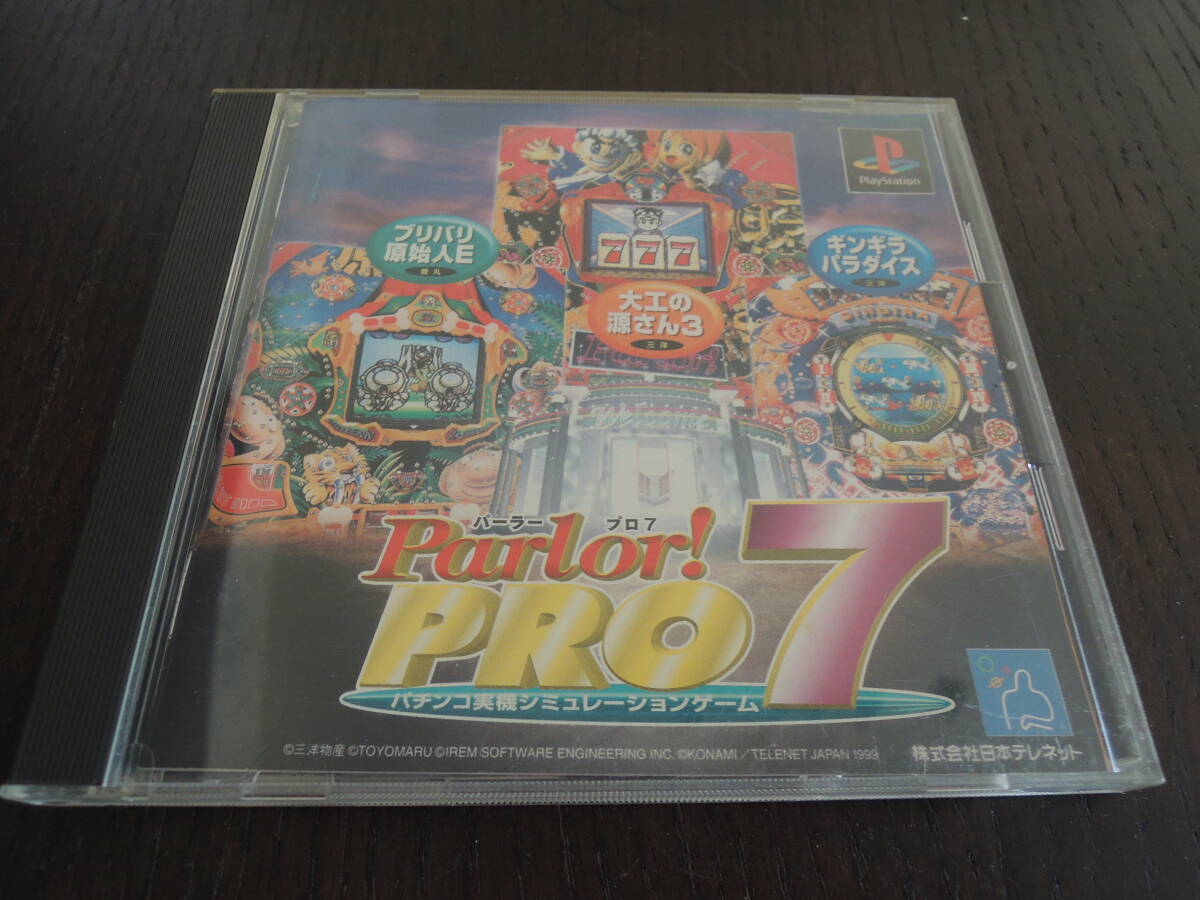 PlayStation
ブリバリ
原始人E
豊丸
ギンギラ
パラダイス
三洋
777
大工の
源さん3
三洋
Parlor!
Welcome
パーラー プロ7
Parlor!
PRO 7
パチンコ実機シミュレーションゲーム
©三洋物産 ©TOYOMARU ©IREM SOFTWARE ENGINEERING INC. ©KONAMI / TELENET JAPAN 1999
株式会社日本テレネット